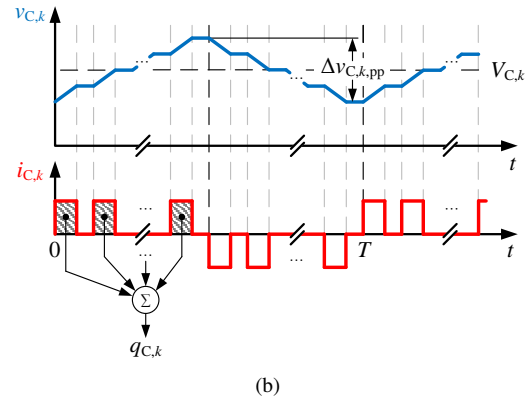 v_{C,k}
...
Δv_{C,k,pp}
...
...
V_{C,k}
t
i_{C,k}
...
...
0
...
...
T
t
Σ
q_{C,k}
(b)